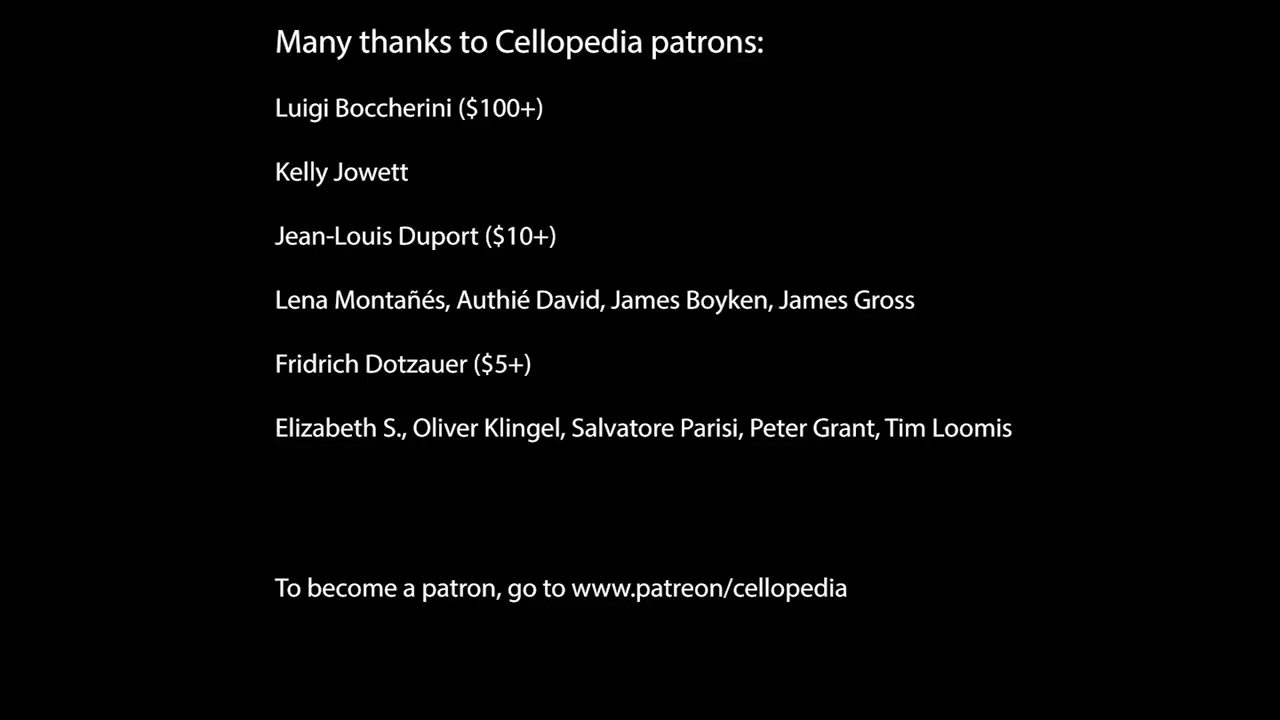 Many thanks to Cellopedia patrons:
Luigi Boccherini ($100+)
Kelly Jowett
Jean-Louis Duport ($10+)
Lena Montañés, Authié David, James Boyken, James Gross
Fridrich Dotzauer ($5+)
Elizabeth S., Oliver Klingel, Salvatore Parisi, Peter Grant, Tim Loomis
To become a patron, go to www.patreon/cellopedia